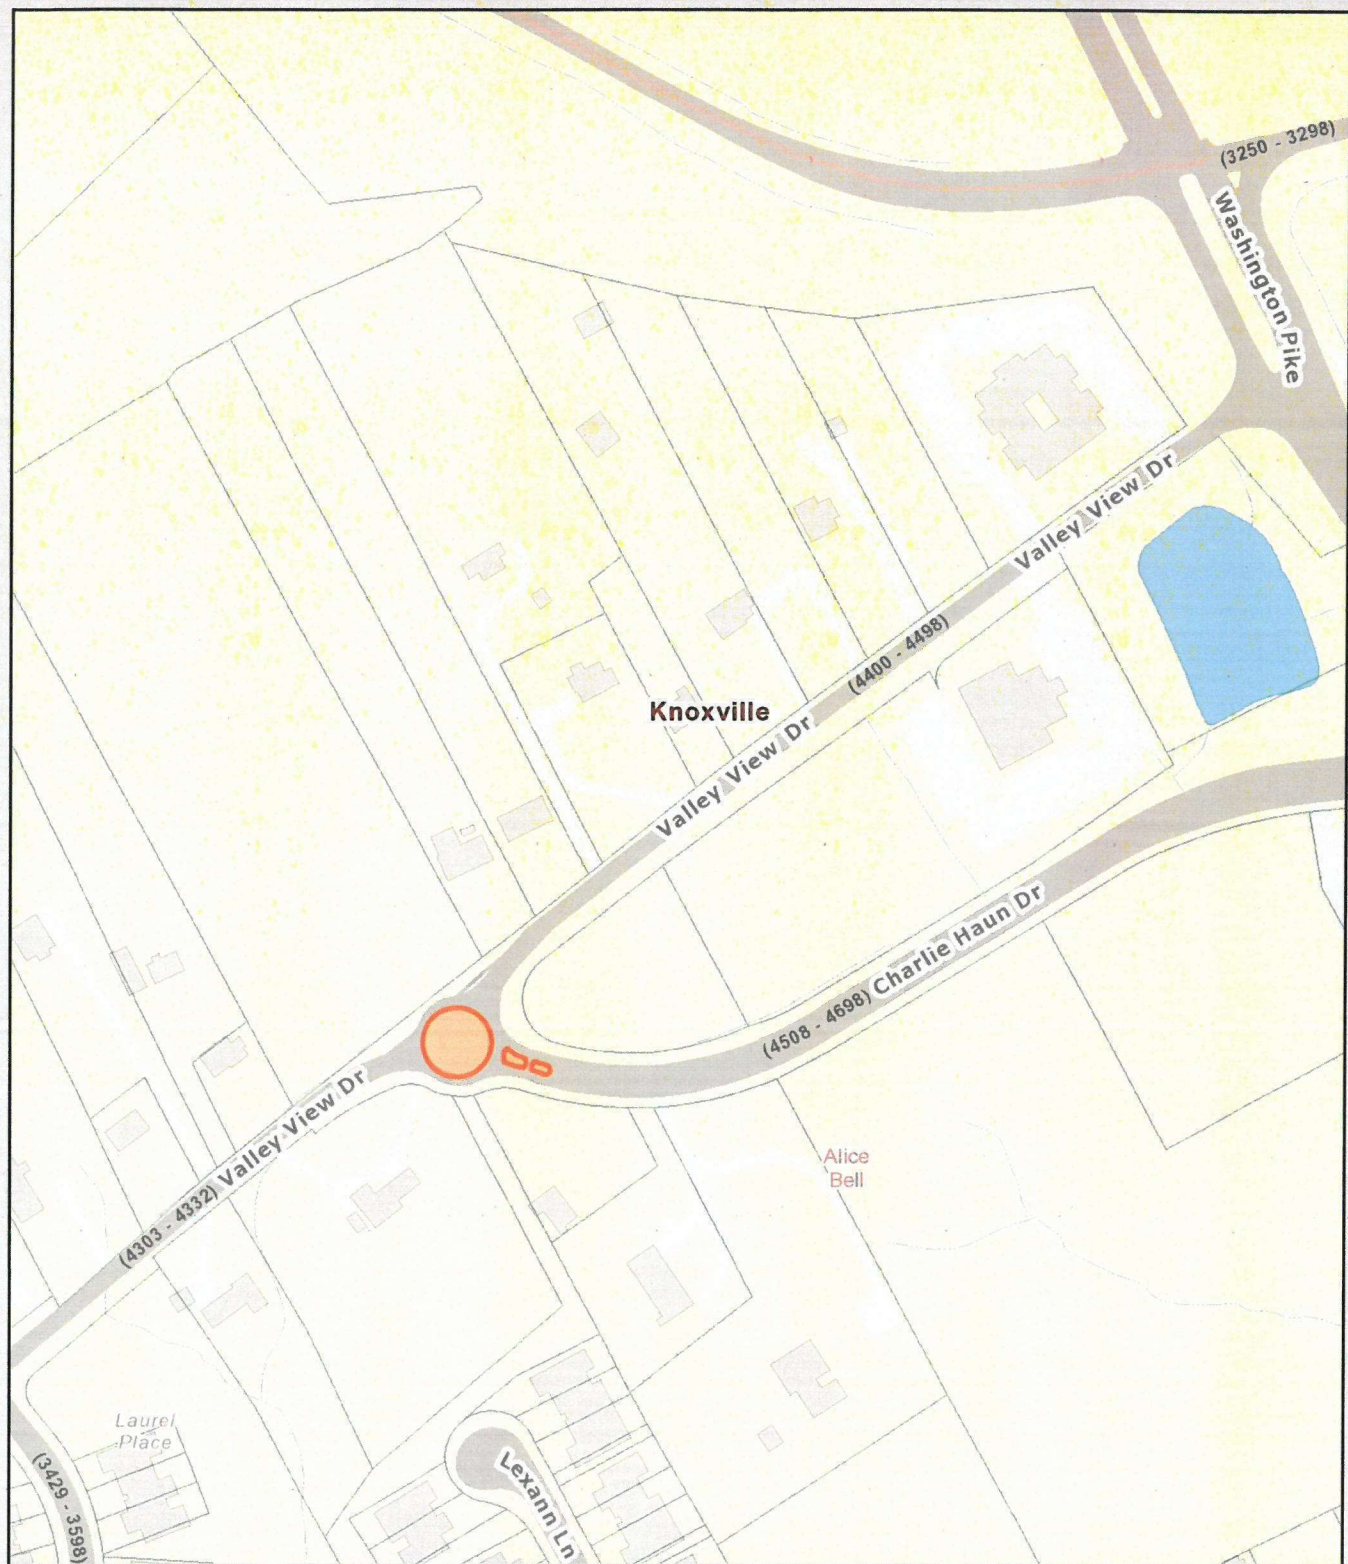 (3250 - 3298)
Washington Pike
Valley View Dr
(4400 - 4498)
Knoxville
Valley View Dr
Charlie Haun Dr
(4508 - 4698)
Valley View Dr
(4303 - 4332)
Alice
Bell
Laurel
Place
(3429 - 3598)
Lexann Ln